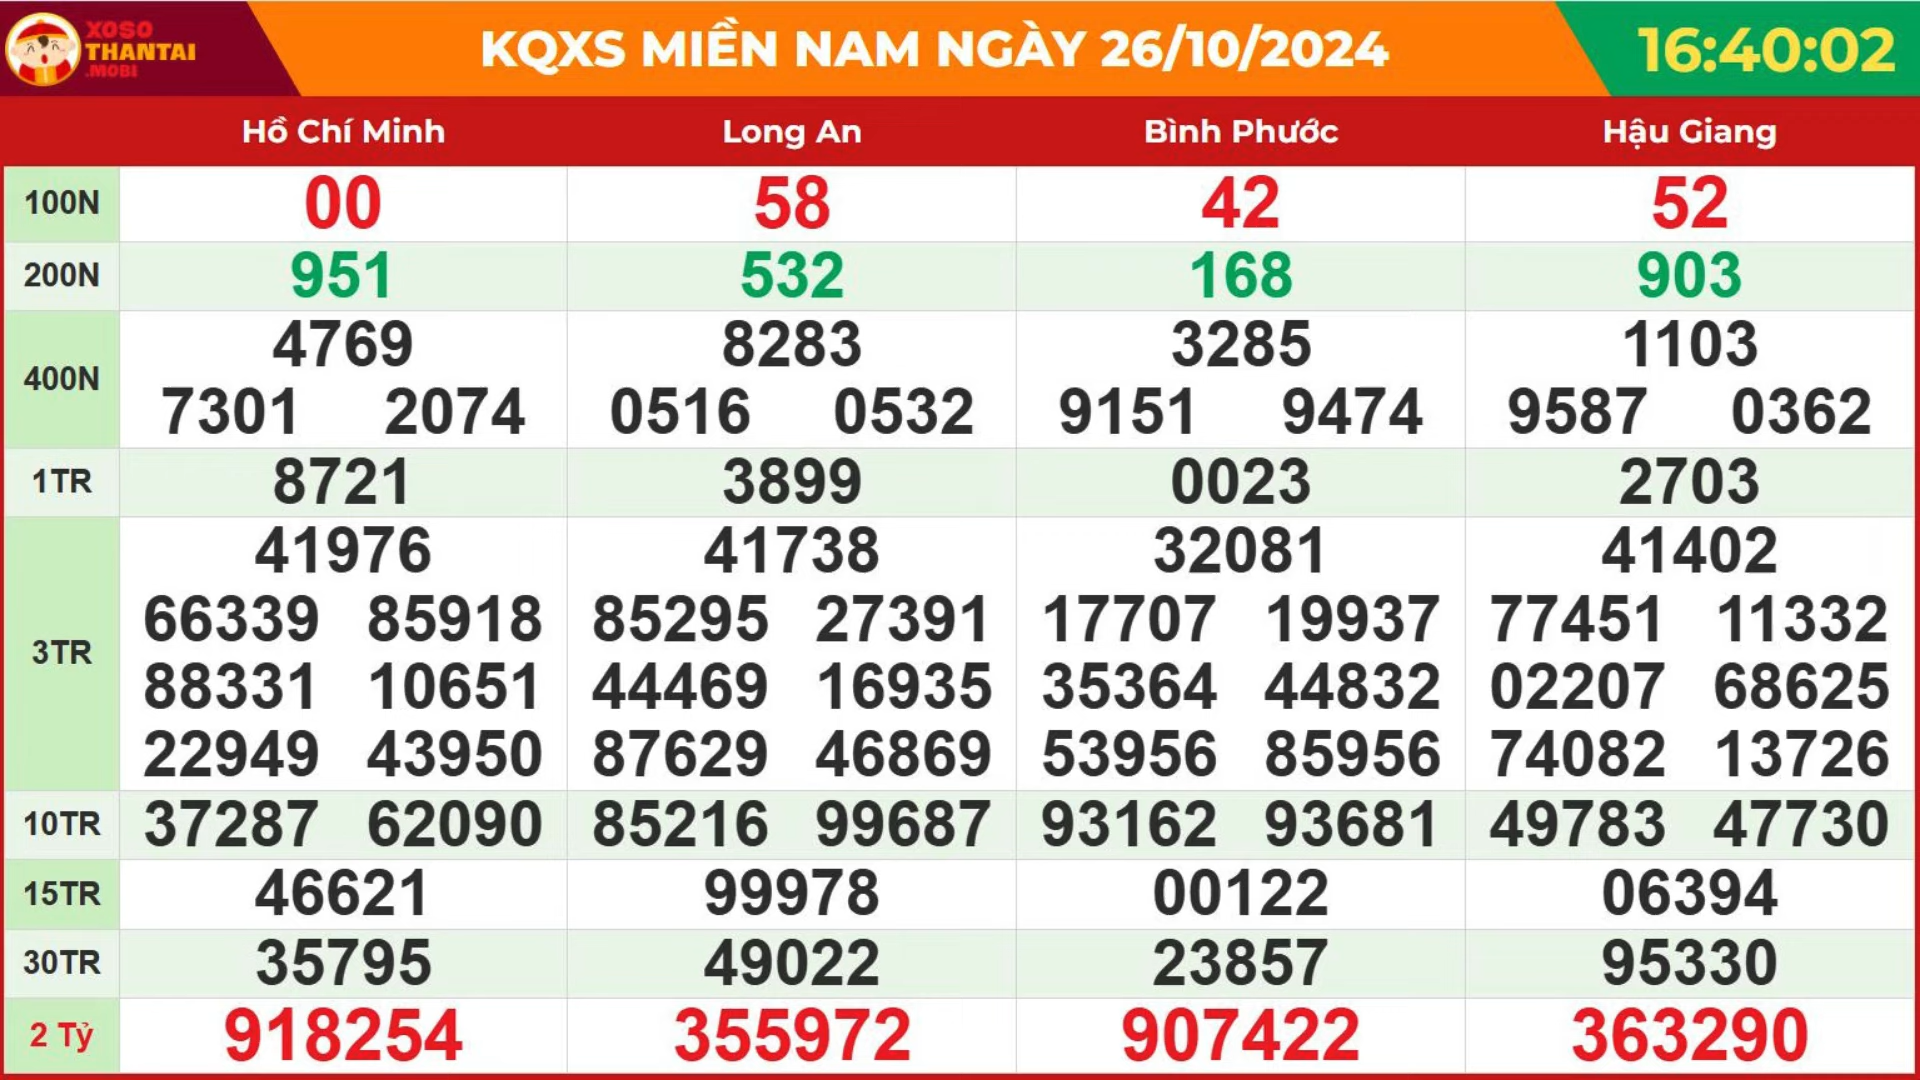 XOSO
THANTAI
.MOBI
KQXS MIỀN NAM NGÀY 26/10/2024
16:40:02
Hồ Chí Minh Long An Bình Phước Hậu Giang
100N 00 58 42 52
200N 951 532 168 903
4769 8283 3285 1103
400N
7301 2074 0516 0532 9151 9474 9587 0362
1TR 8721 3899 0023 2703
41976 41738 32081 41402
66339 85918 85295 27391 17707 19937 77451 11332
3TR
88331 10651 44469 16935 35364 44832 02207 68625
22949 43950 87629 46869 53956 85956 74082 13726
10TR 37287 62090 85216 99687 93162 93681 49783 47730
15TR 46621 99978 00122 06394
30TR 35795 49022 23857 95330
2 Tỷ 918254 355972 907422 363290